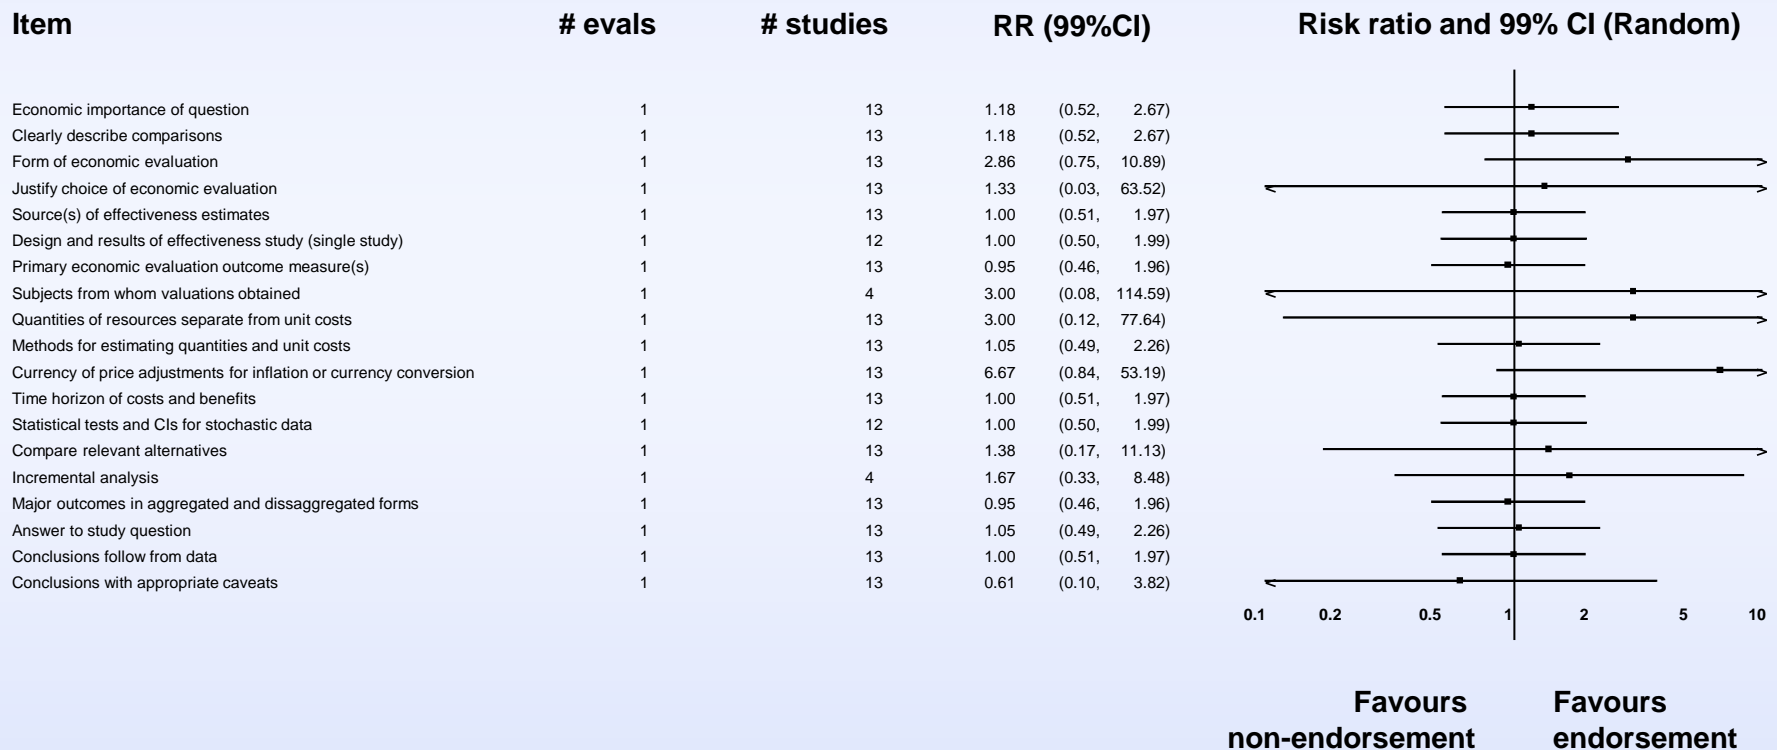 Item # evals # studies RR (99%CI) Risk ratio and 99% CI (Random)
Economic importance of question 1 13 1.18 (0.52, 2.67)
Clearly describe comparisons 1 13 1.18 (0.52, 2.67)
Form of economic evaluation 1 13 2.86 (0.75, 10.89)
Justify choice of economic evaluation 1 13 1.33 (0.03, 63.52)
Source(s) of effectiveness estimates 1 13 1.00 (0.51, 1.97)
Design and results of effectiveness study (single study) 1 12 1.00 (0.50, 1.99)
Primary economic evaluation outcome measure(s) 1 13 0.95 (0.46, 1.96)
Subjects from whom valuations obtained 1 4 3.00 (0.08, 114.59)
Quantities of resources separate from unit costs 1 13 3.00 (0.12, 77.64)
Methods for estimating quantities and unit costs 1 13 1.05 (0.49, 2.26)
Currency of price adjustments for inflation or currency conversion 1 13 6.67 (0.84, 53.19)
Time horizon of costs and benefits 1 13 1.00 (0.51, 1.97)
Statistical tests and CIs for stochastic data 1 12 1.00 (0.50, 1.99)
Compare relevant alternatives 1 13 1.38 (0.17, 11.13)
Incremental analysis 1 4 1.67 (0.33, 8.48)
Major outcomes in aggregated and dissaggregated forms 1 13 0.95 (0.46, 1.96)
Answer to study question 1 13 1.05 (0.49, 2.26)
Conclusions follow from data 1 13 1.00 (0.51, 1.97)
Conclusions with appropriate caveats 1 13 0.61 (0.10, 3.82)
0.1 0.2 0.5 1 2 5 10
Favours Favours
non-endorsement endorsement